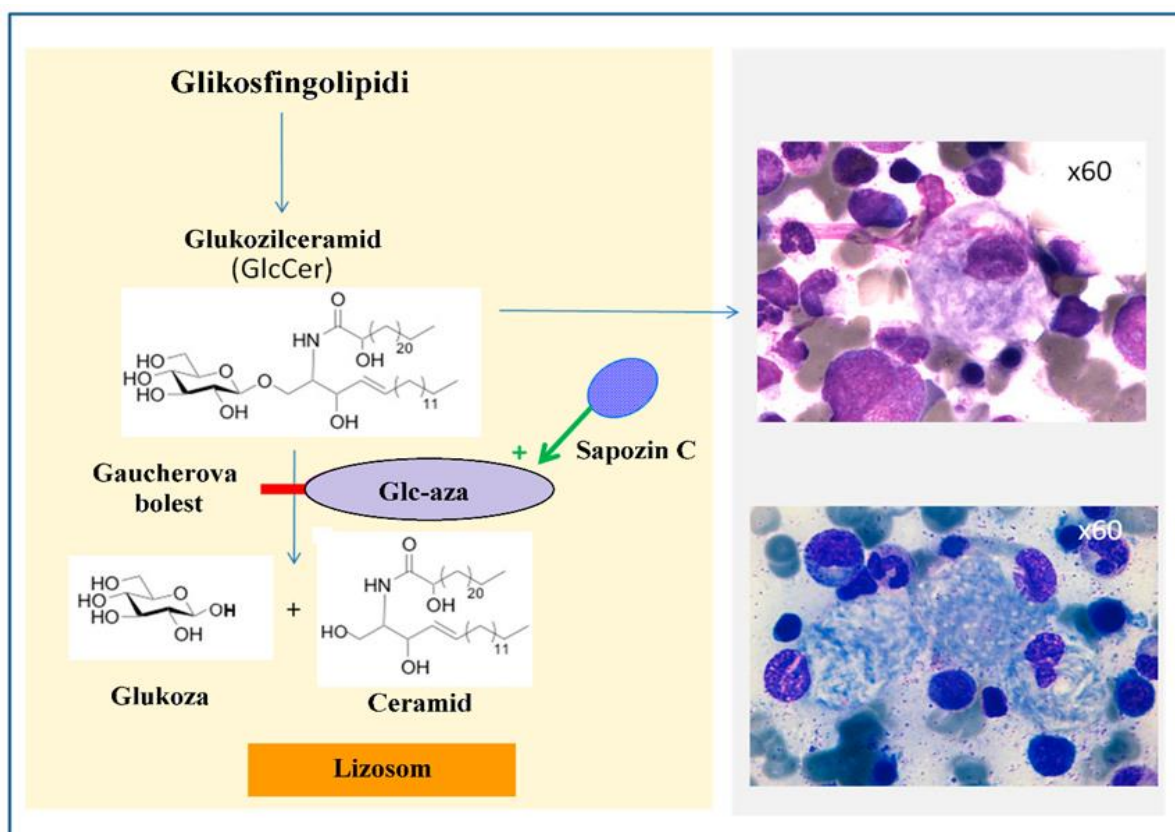 Glikosfingolipidi
Glukozilceramid
(GlcCer)
O
HN
20
OH
HO
HO
HO
O
OH
O
OH
11
Gaucherova
bolest
Glc-aza
+
Sapozin C
HO
HO
HO
O
OH
OH
+
O
HN
20
OH
HO
OH
11
Glukoza
Ceramid
Lizosom
x60
x60